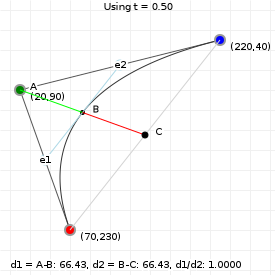 Using t = 0.50
e2
(220,40)
A
(20,90)
B
C
e1
(70,230)
d1 = A-B: 66.43, d2 = B-C: 66.43, d1/d2: 1.0000